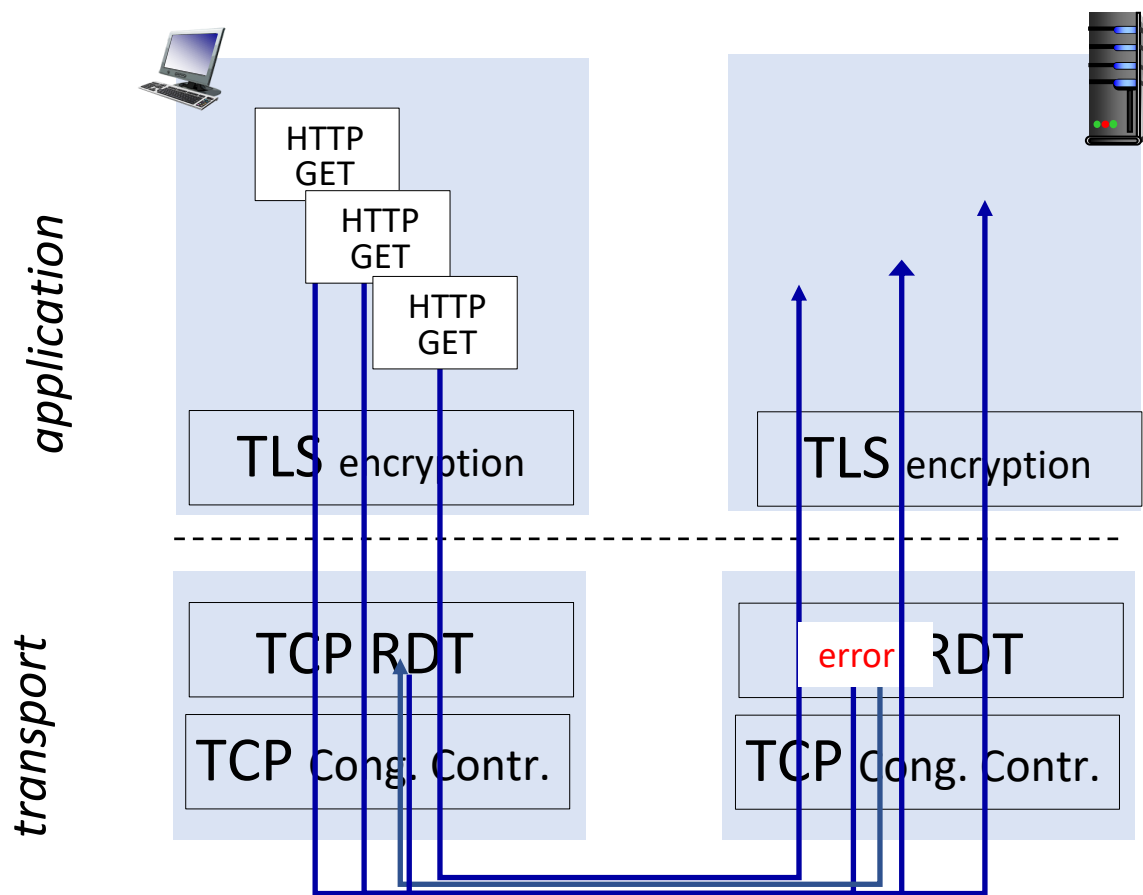 application
HTTP
GET
HTTP
GET
HTTP
GET
TLS encryption
TLS encryption
transport
TCP RDT
error RDT
TCP Cong. Contr.
TCP Cong. Contr.